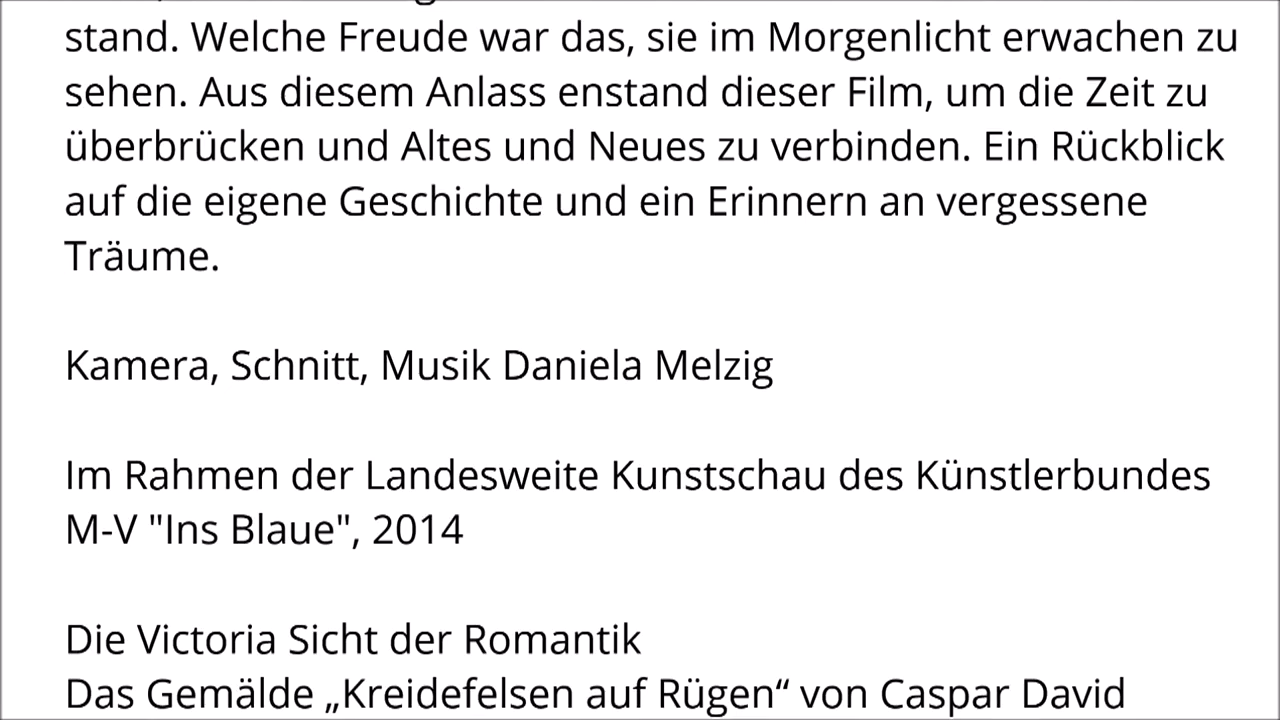 stand. Welche Freude war das, sie im Morgenlicht erwachen zu
sehen. Aus diesem Anlass enstand dieser Film, um die Zeit zu
überbrücken und Altes und Neues zu verbinden. Ein Rückblick
auf die eigene Geschichte und ein Erinnern an vergessene
Träume.
Kamera, Schnitt, Musik Daniela Melzig
Im Rahmen der Landesweite Kunstschau des Künstlerbundes
M-V "Ins Blaue", 2014
Die Victoria Sicht der Romantik
Das Gemälde „Kreidefelsen auf Rügen“ von Caspar David